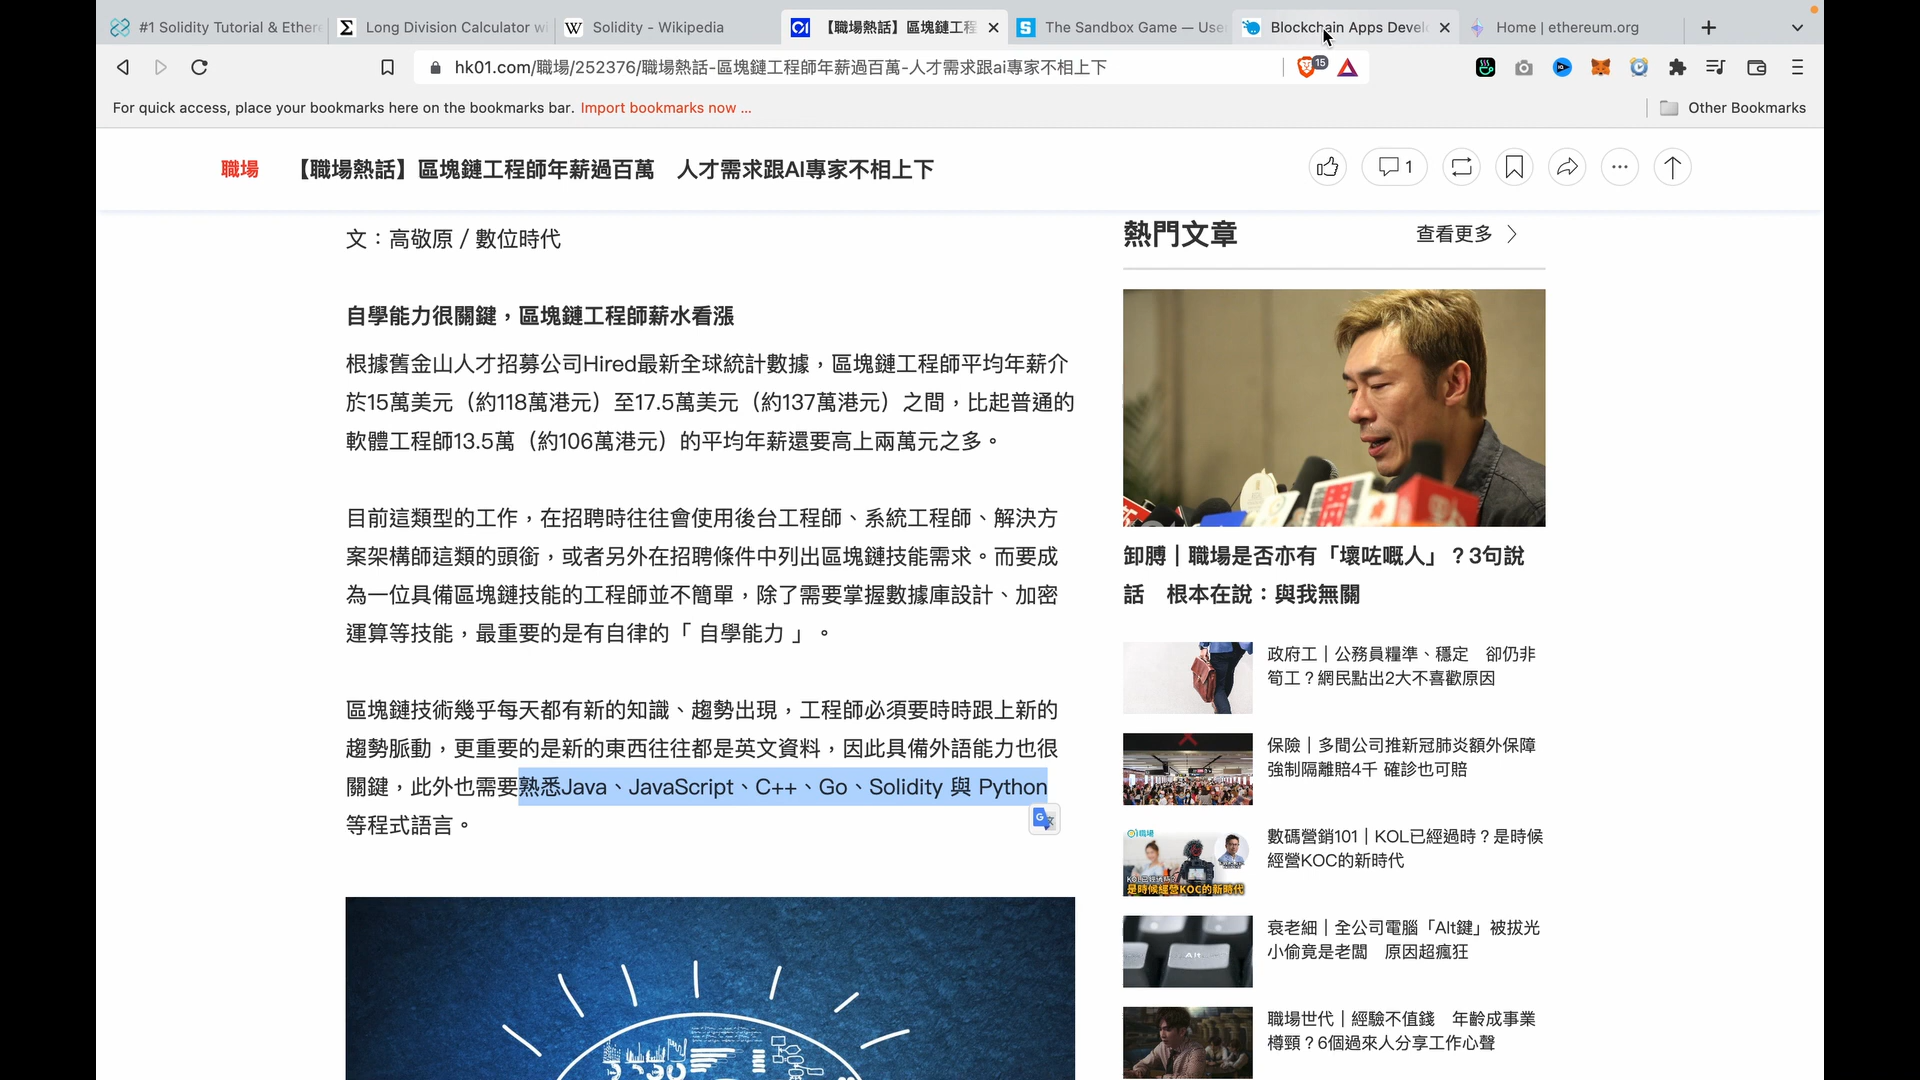 #1 Solidity Tutorial & Ethere
Long Division Calculator wi
Solidity - Wikipedia
【職場熱話】區塊鏈工程
The Sandbox Game — Use
Blockchain Apps Develo
Home | ethereum.org
hk01.com/職場/252376/職場熱話-區塊鏈工程師年薪過百萬-人才需求跟ai專家不相上下
15
For quick access, place your bookmarks here on the bookmarks bar. Import bookmarks now ...
Other Bookmarks
職場
【職場熱話】區塊鏈工程師年薪過百萬　人才需求跟AI專家不相上下
1
文：高敬原 / 數位時代
自學能力很關鍵，區塊鏈工程師薪水看漲
根據舊金山人才招募公司Hired最新全球統計數據，區塊鏈工程師平均年薪介
於15萬美元（約118萬港元）至17.5萬美元（約137萬港元）之間，比起普通的
軟體工程師13.5萬（約106萬港元）的平均年薪還要高上兩萬元之多。
目前這類型的工作，在招聘時往往會使用後台工程師、系統工程師、解決方
案架構師這類的頭銜，或者另外在招聘條件中列出區塊鏈技能需求。而要成
為一位具備區塊鏈技能的工程師並不簡單，除了需要掌握數據庫設計、加密
運算等技能，最重要的是有自律的「 自學能力 」。
區塊鏈技術幾乎每天都有新的知識、趨勢出現，工程師必須要時時跟上新的
趨勢脈動，更重要的是新的東西往往都是英文資料，因此具備外語能力也很
關鍵，此外也需要熟悉Java、JavaScript、C++、Go、Solidity 與 Python
等程式語言。
熱門文章
查看更多
卸膊｜職場是否亦有「壞咗嘅人」？3句說
話　根本在說：與我無關
政府工｜公務員糧準、穩定　卻仍非
筍工？網民點出2大不喜歡原因
保險｜多間公司推新冠肺炎額外保障
強制隔離賠4千 確診也可賠
數碼營銷101｜KOL已經過時？是時候
經營KOC的新時代
職場
KOL已經過時？
是時候經營KOC的新時代
衰老細｜全公司電腦「Alt鍵」被拔光
小偷竟是老闆　原因超瘋狂
Alt
職場世代｜經驗不值錢　年齡成事業
樽頸？6個過來人分享工作心聲